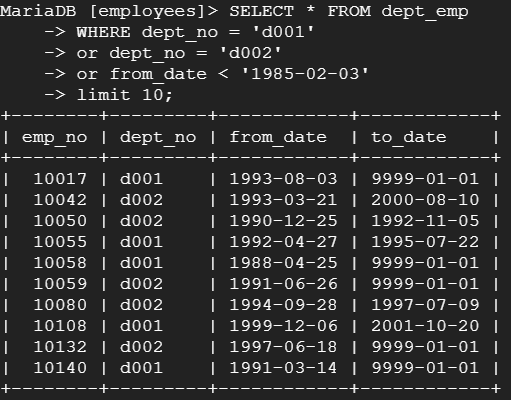 MariaDB [employees]> SELECT * FROM dept_emp
    -> WHERE dept_no = 'd001'
    -> or dept_no = 'd002'
    -> or from_date < '1985-02-03'
    -> limit 10;
+--------+---------+------------+------------+
| emp_no | dept_no | from_date  | to_date    |
+--------+---------+------------+------------+
|  10017 | d001    | 1993-08-03 | 9999-01-01 |
|  10042 | d002    | 1993-03-21 | 2000-08-10 |
|  10050 | d002    | 1990-12-25 | 1992-11-05 |
|  10055 | d001    | 1992-04-27 | 1995-07-22 |
|  10058 | d001    | 1988-04-25 | 9999-01-01 |
|  10059 | d002    | 1991-06-26 | 9999-01-01 |
|  10080 | d002    | 1994-09-28 | 1997-07-09 |
|  10108 | d001    | 1999-12-06 | 2001-10-20 |
|  10132 | d002    | 1997-06-18 | 9999-01-01 |
|  10140 | d001    | 1991-03-14 | 9999-01-01 |
+--------+---------+------------+------------+